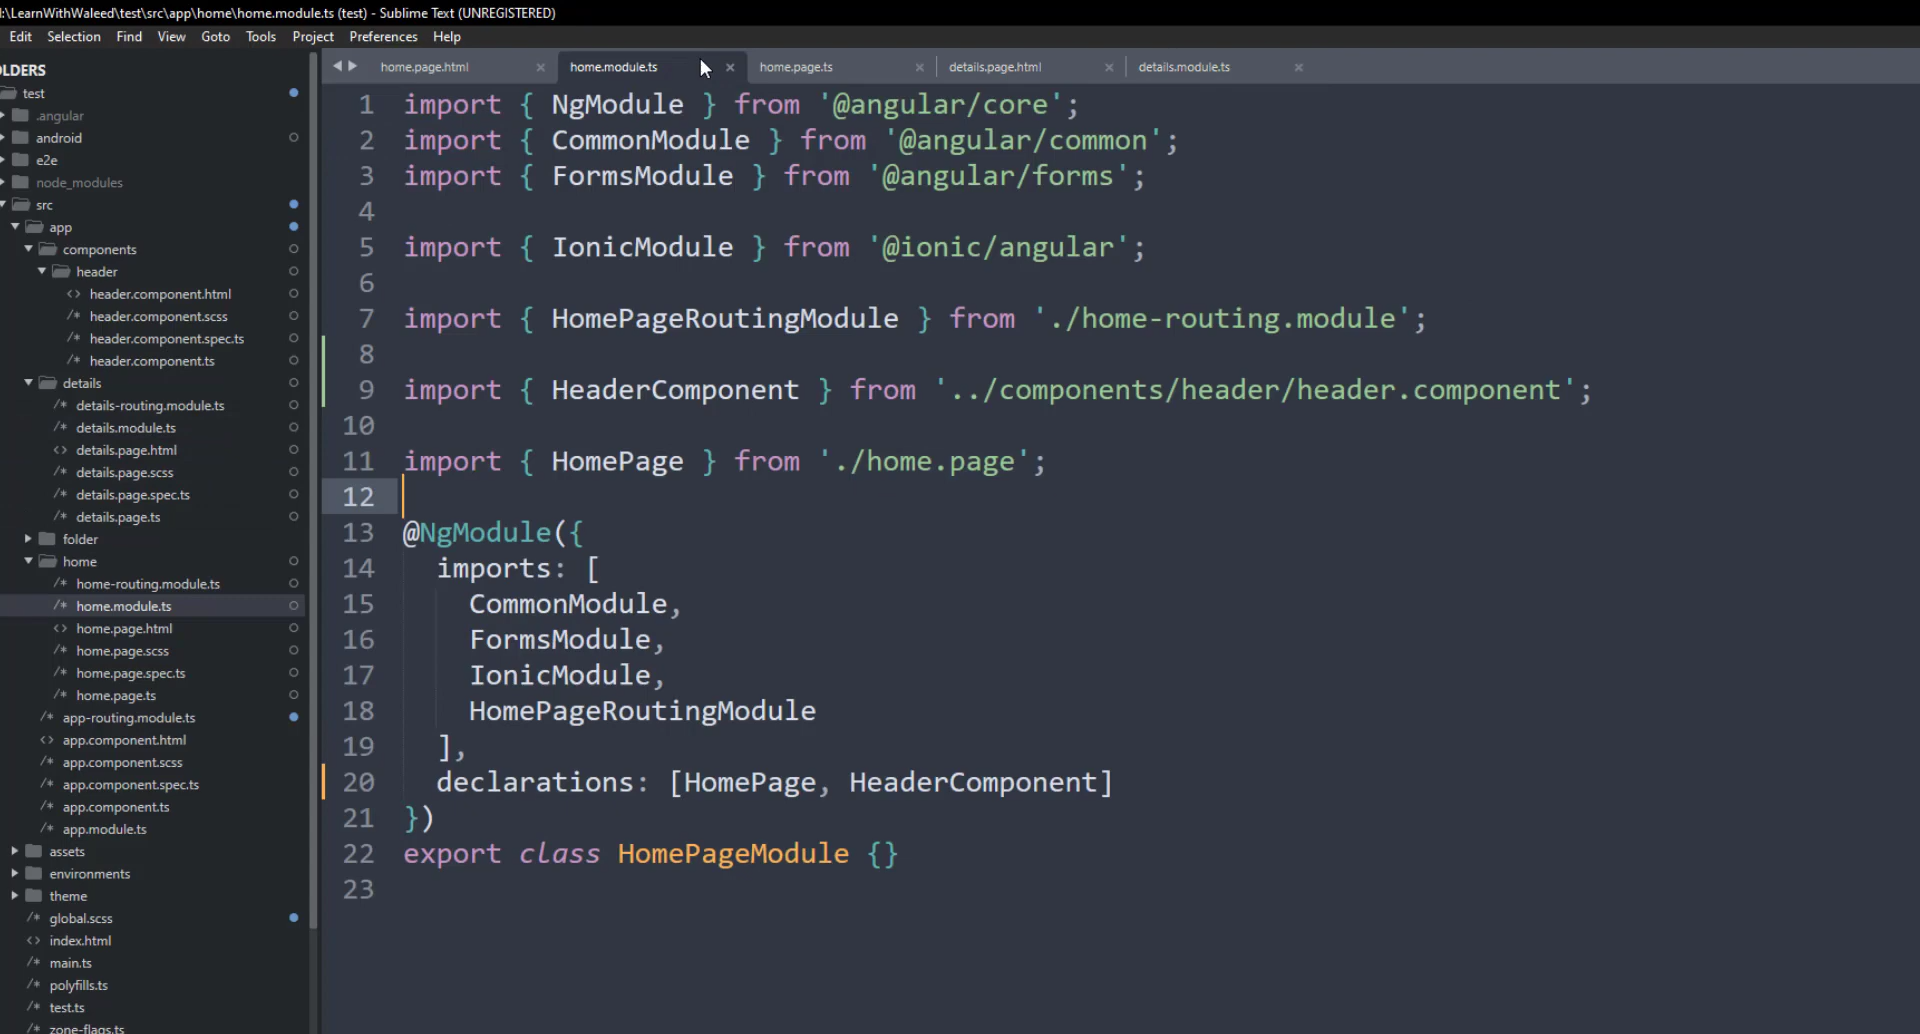 :\LearnWithWaleed\test\src\app\home\home.module.ts (test) - Sublime Text (UNREGISTERED)
Edit Selection Find View Goto Tools Project Preferences Help
OLDERS
test
.angular
android
e2e
node_modules
src
app
components
header
header.component.html
header.component.scss
header.component.spec.ts
header.component.ts
details
details-routing.module.ts
details.module.ts
details.page.html
details.page.scss
details.page.spec.ts
details.page.ts
folder
home
home-routing.module.ts
home.module.ts
home.page.html
home.page.scss
home.page.spec.ts
home.page.ts
app-routing.module.ts
app.component.html
app.component.scss
app.component.spec.ts
app.component.ts
app.module.ts
assets
environments
theme
global.scss
index.html
main.ts
polyfills.ts
test.ts
zone-flags.ts
home.page.html home.module.ts home.page.ts details.page.html details.module.ts
1 import { NgModule } from '@angular/core';
2 import { CommonModule } from '@angular/common';
3 import { FormsModule } from '@angular/forms';
4
5 import { IonicModule } from '@ionic/angular';
6
7 import { HomePageRoutingModule } from './home-routing.module';
8
9 import { HeaderComponent } from '../components/header/header.component';
10
11 import { HomePage } from './home.page';
12
13 @NgModule({
14 imports: [
15 CommonModule,
16 FormsModule,
17 IonicModule,
18 HomePageRoutingModule
19 ],
20 declarations: [HomePage, HeaderComponent]
21 })
22 export class HomePageModule {}
23